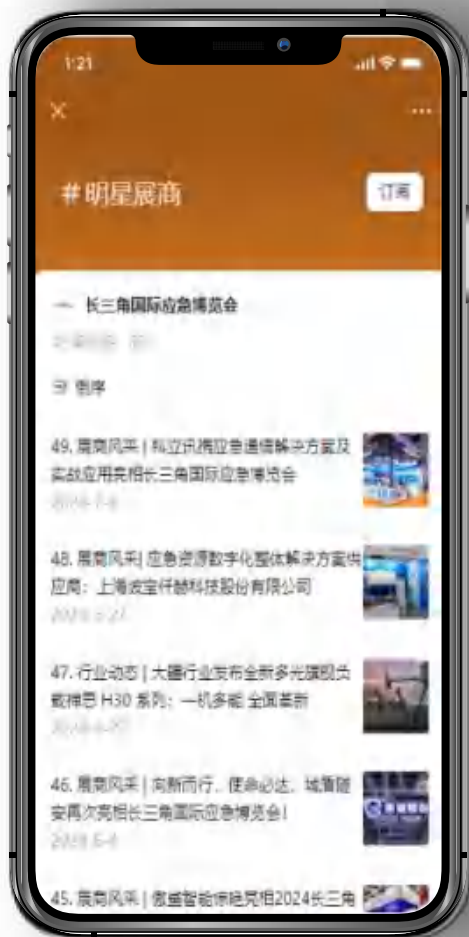 1:21
#明星展商
订阅
长三角国际应急博览会
倒序
49. 展商风采 | 科立讯携应急通信解决方案及
实战应用亮相长三角国际应急博览会
48. 展商风采| 应急资源数字化整体解决方案供
应商：上海波宝仟赫科技股份有限公司
47. 行业动态 | 大疆行业发布全新多光旗舰负
载禅思 H30 系列：一机多能 全面革新
46. 展商风采 | 向新而行，使命必达，城盾隧
安再次亮相长三角国际应急博览会！
45. 展商风采 | 傲鲨智能惊艳亮相2024长三角